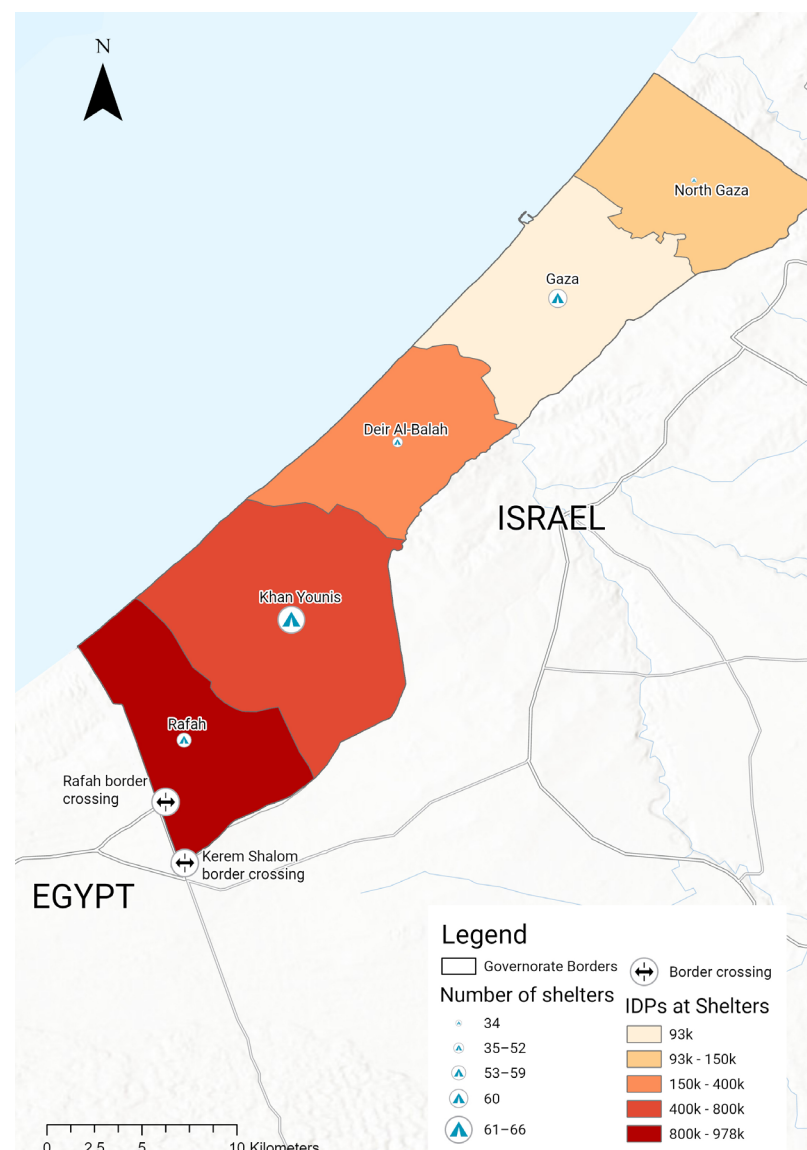 N
North Gaza
Gaza
Deir Al-Balah
ISRAEL
Khan Younis
Rafah
Rafah border
crossing
Kerem Shalom
border crossing
EGYPT
Legend
Governorate Borders
Border crossing
Number of shelters
34
35–52
53–59
60
61–66
IDPs at Shelters
93k
93k - 150k
150k - 400k
400k - 800k
800k - 978k
0 2.5 5 10 Kilometers